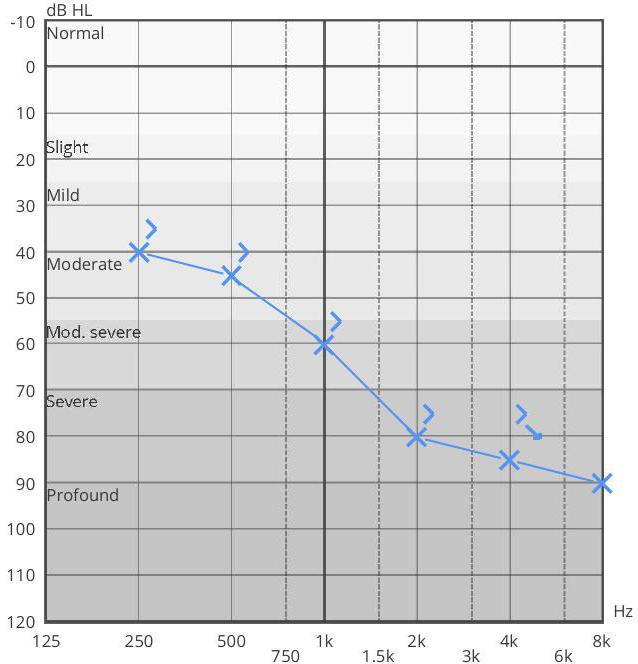 dB HL
-10
Normal
0
10
Slight
20
Mild
30
40
Moderate
50
Mod. severe
60
70
Severe
80
90
Profound
100
110
120
Hz
125 250 500 1k 2k 4k 8k
750 1.5k 3k 6k